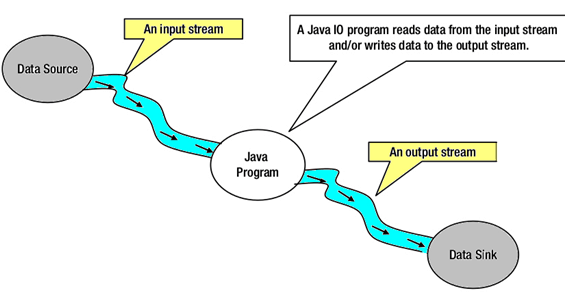 An input stream
A Java IO program reads data from the input stream
and/or writes data to the output stream.
Data Source
Java
Program
An output stream
Data Sink